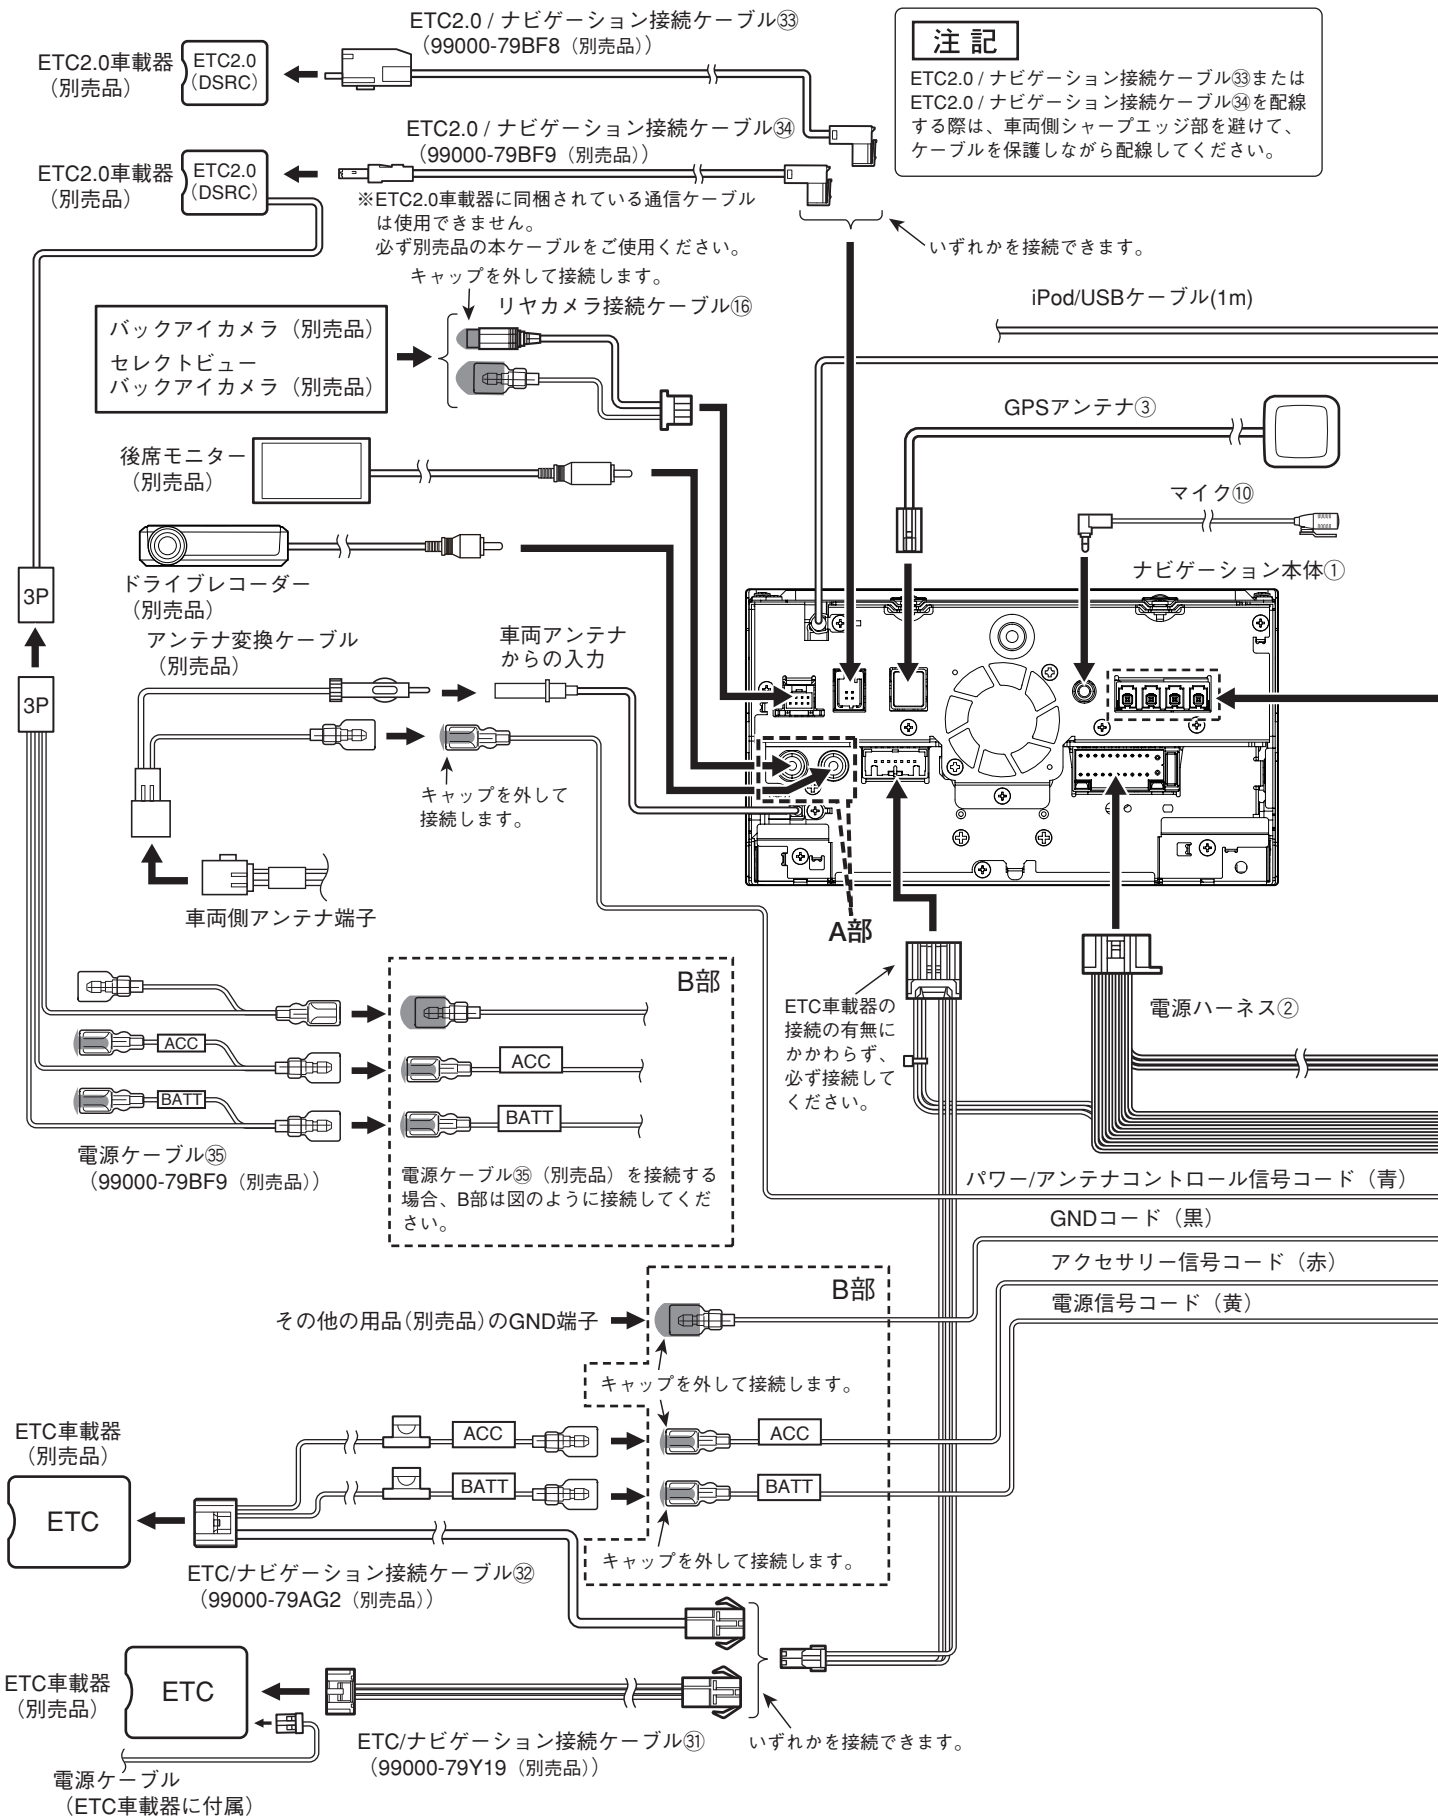 ETC2.0 / ナビゲーション接続ケーブル㉝
（99000-79BF8（別売品））
ETC2.0車載器
（別売品）
ETC2.0
(DSRC)
注 記
ETC2.0 / ナビゲーション接続ケーブル㉝または
ETC2.0 / ナビゲーション接続ケーブル㉞を配線
する際は、車両側シャープエッジ部を避けて、
ケーブルを保護しながら配線してください。
ETC2.0 / ナビゲーション接続ケーブル㉞
（99000-79BF9（別売品））
ETC2.0車載器
（別売品）
ETC2.0
(DSRC)
※ETC2.0車載器に同梱されている通信ケーブル
は使用できません。
必ず別売品の本ケーブルをご使用ください。
いずれかを接続できます。
キャップを外して接続します。
リヤカメラ接続ケーブル⑯
iPod/USBケーブル(1m)
バックアイカメラ（別売品）
セレクトビュー
バックアイカメラ（別売品）
GPSアンテナ③
後席モニター
（別売品）
マイク⑩
ドライブレコーダー
（別売品）
ナビゲーション本体①
3P
アンテナ変換ケーブル
（別売品）
車両アンテナ
からの入力
3P
キャップを外して
接続します。
車両側アンテナ端子
A部
B部
ETC車載器の
接続の有無に
かかわらず、
必ず接続して
ください。
電源ハーネス②
ACC
ACC
BATT
BATT
電源ケーブル㉟
（99000-79BF9（別売品））
電源ケーブル㉟（別売品）を接続する
場合、B部は図のように接続してくだ
さい。
パワー/アンテナコントロール信号コード（青）
GNDコード（黒）
アクセサリー信号コード（赤）
電源信号コード（黄）
B部
その他の用品(別売品)のGND端子
キャップを外して接続します。
ETC車載器
（別売品）
ETC
ACC
ACC
BATT
BATT
キャップを外して接続します。
ETC/ナビゲーション接続ケーブル㉜
（99000-79AG2（別売品））
ETC車載器
（別売品）
ETC
ETC/ナビゲーション接続ケーブル㉛
（99000-79Y19（別売品））
いずれかを接続できます。
電源ケーブル
（ETC車載器に付属）